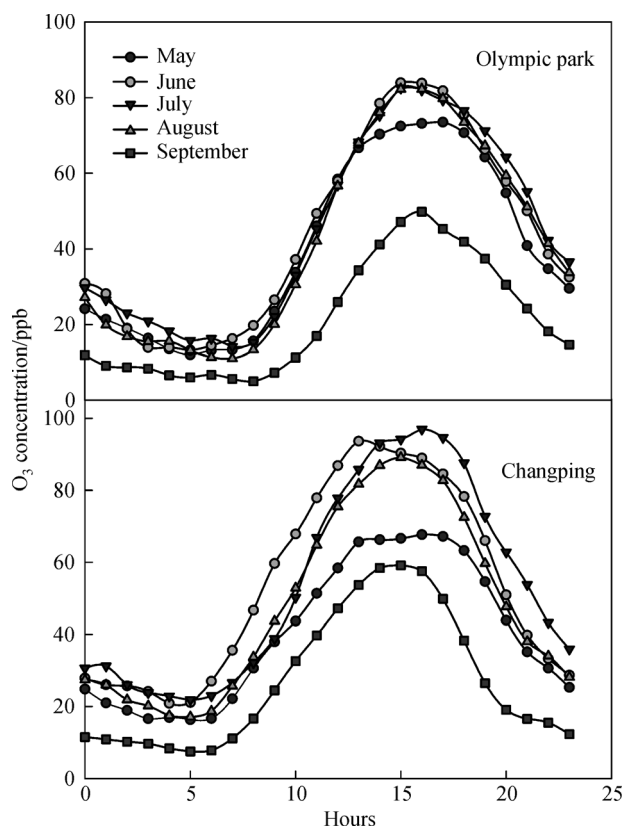 100
80
60
40
20
0
May
June
July
August
September
Olympic park
O₃ concentration/ppb
100
80
60
40
20
0
Changping
0 5 10 15 20 25
Hours